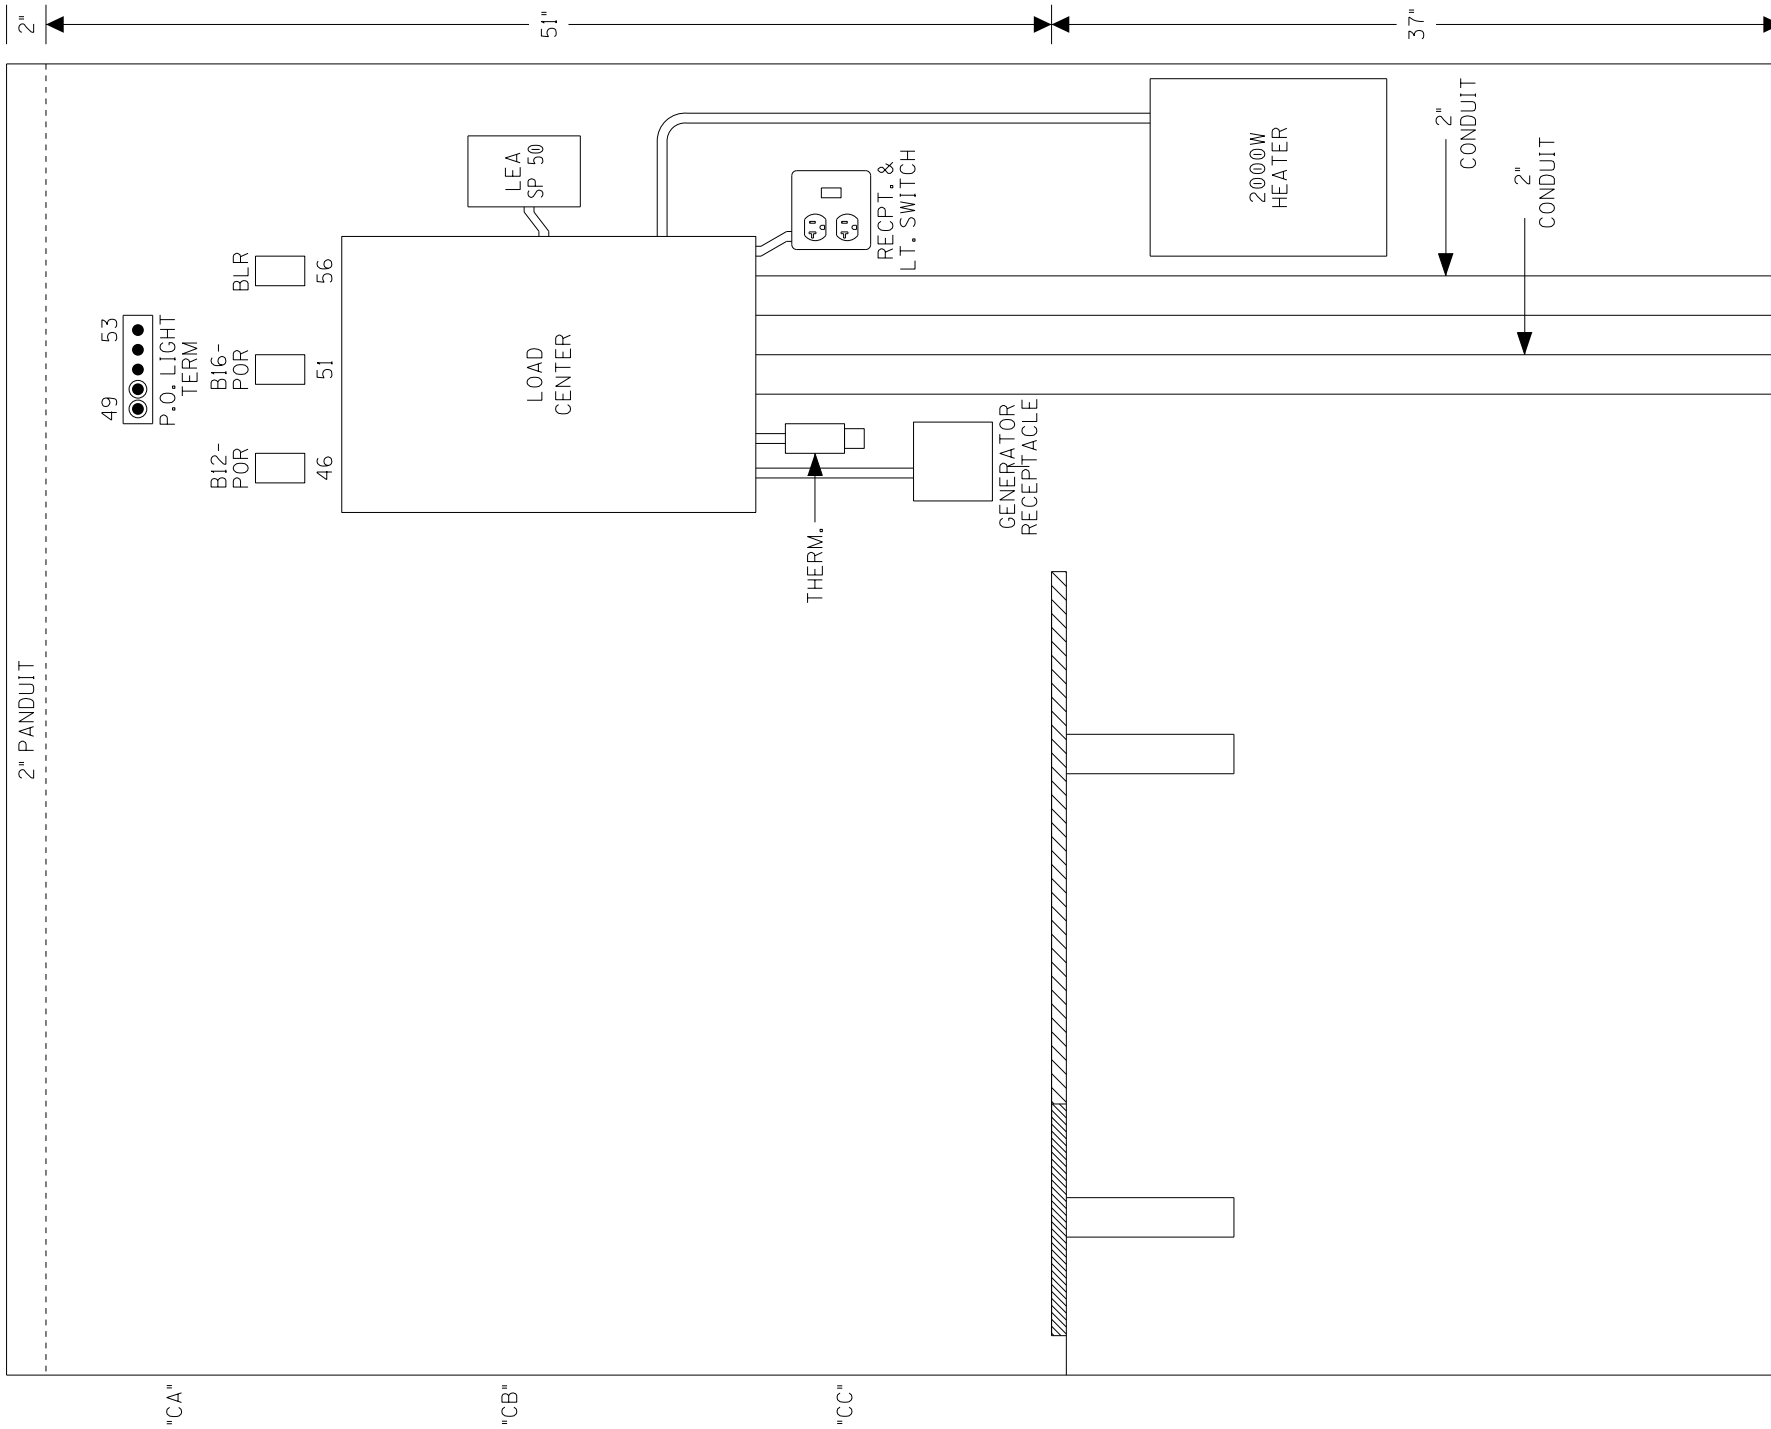 2"
51"
37"
2" PANDUIT
"CA"
"CB"
"CC"
49
53
P.O. LIGHT
TERM
B12-
POR
46
B16-
POR
51
BLR
56
LEA
SP 50
LOAD
CENTER
RECPT. &
LT. SWITCH
THERM.
GENERATOR
RECEPTACLE
2000W
HEATER
2"
CONDUIT
2"
CONDUIT